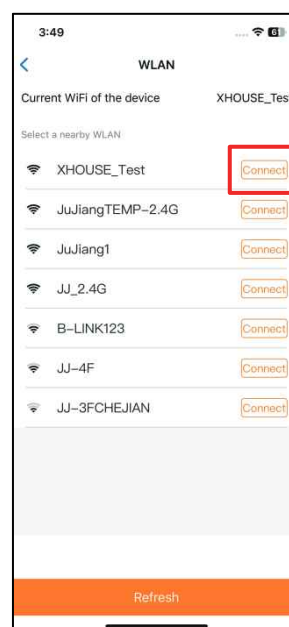 3:49
WLAN
Current WiFi of the device XHOUSE_Tes
Select a nearby WLAN
XHOUSE_Test Connect
JuJiangTEMP-2.4G Connect
JuJiang1 Connect
JJ_2.4G Connect
B-LINK123 Connect
JJ-4F Connect
JJ-3FCHEJIAN Connect
Refresh